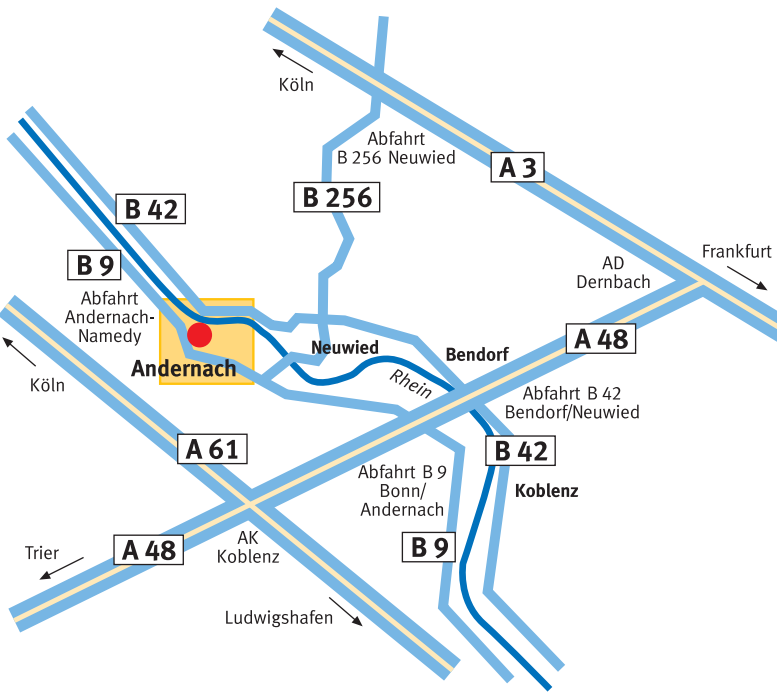 Köln
Abfahrt
B 256 Neuwied
A 3
B 256
B 42
B 9
Frankfurt
AD
Dernbach
Abfahrt
Andernach-
Namedy
A 48
Neuwied
Bendorf
Andernach
Köln
Rhein
Abfahrt B 42
Bendorf/Neuwied
A 61
B 42
Abfahrt B 9
Bonn/
Andernach
Koblenz
B 9
AK
Koblenz
Trier
A 48
Ludwigshafen